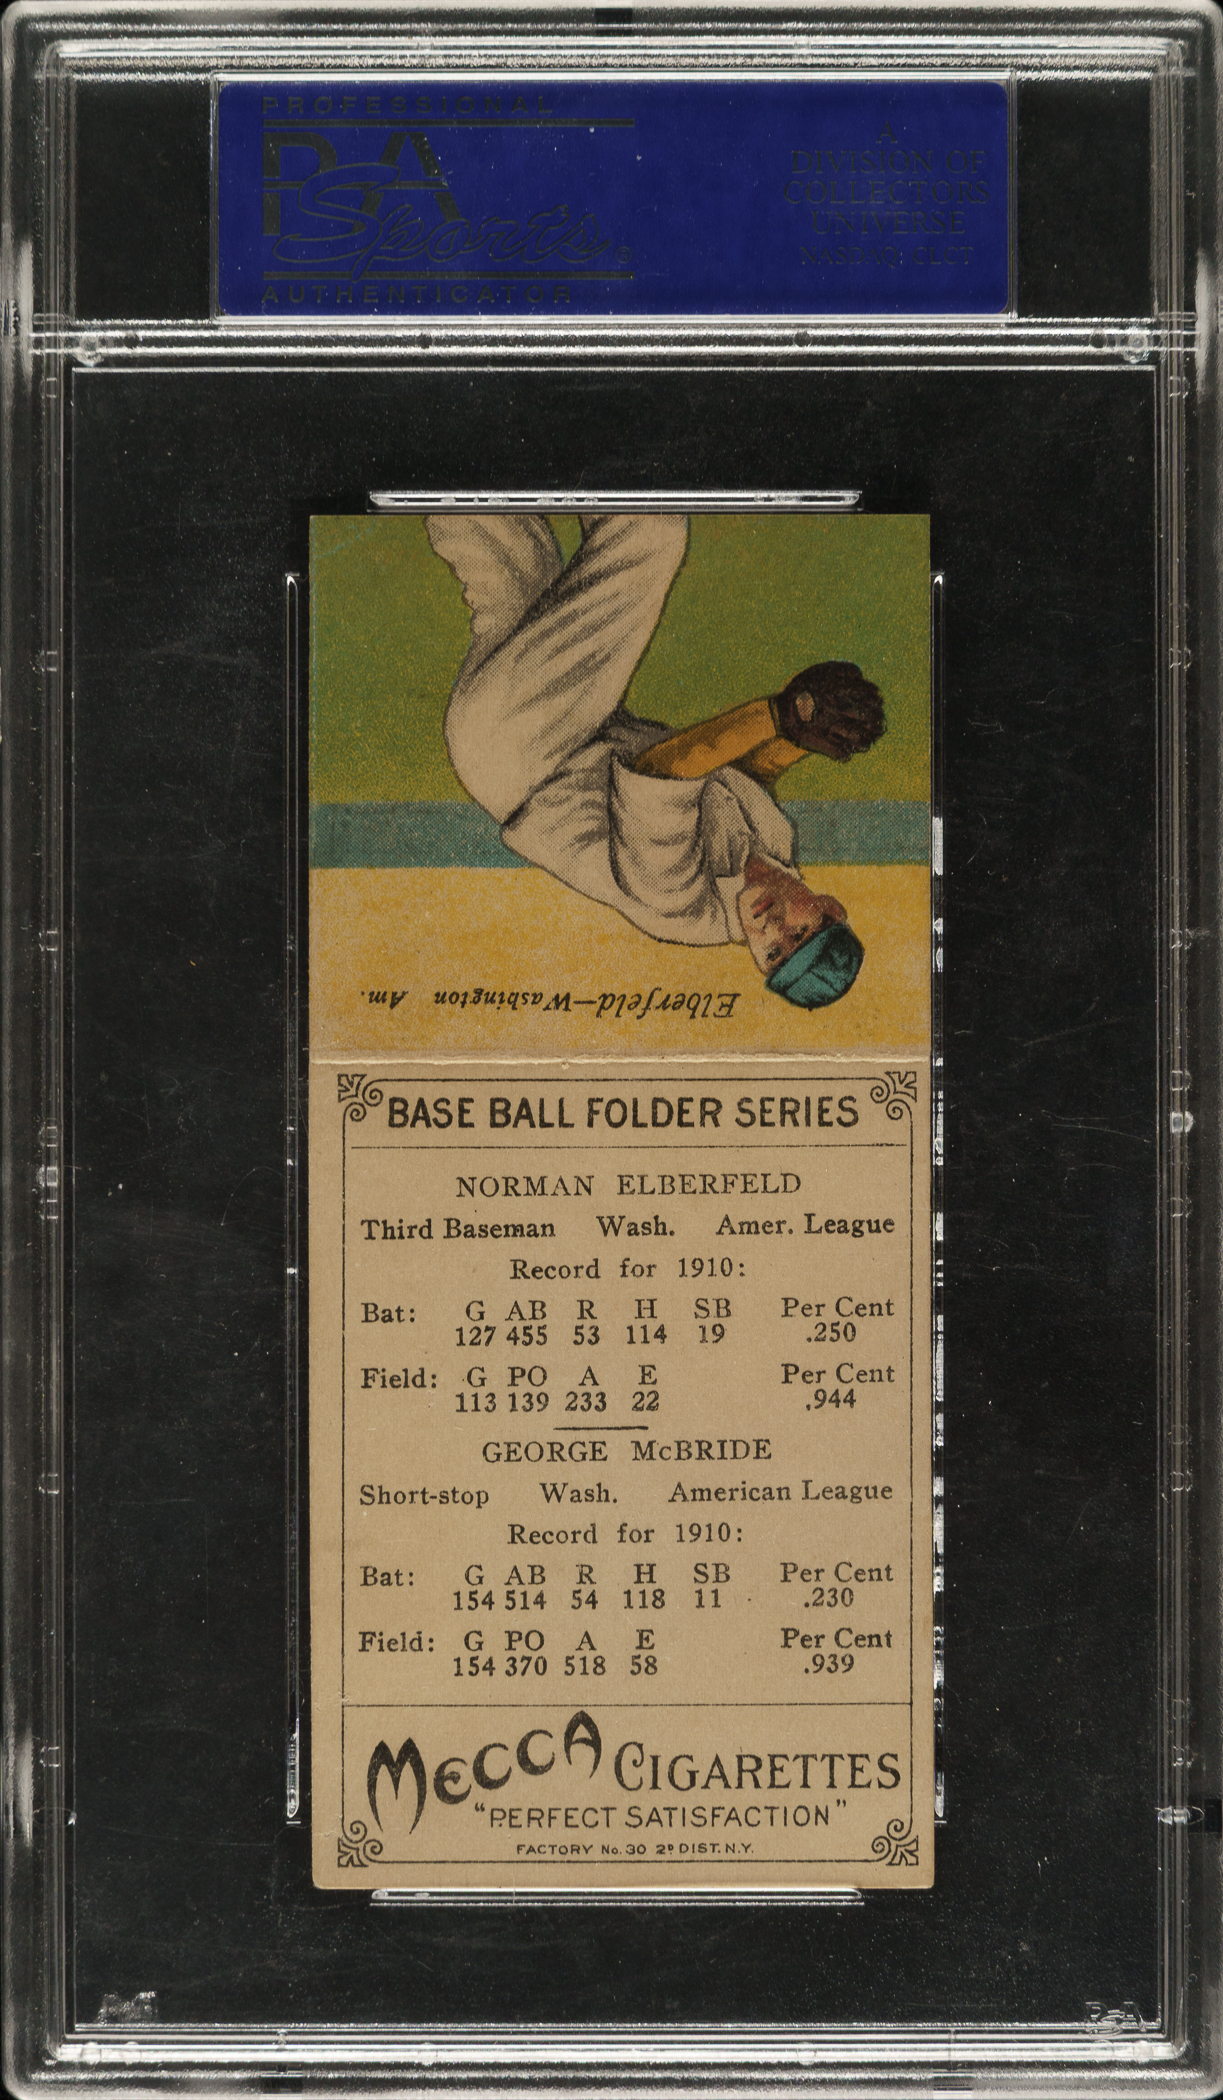 PROFESSIONAL
PSA
Sports®
AUTHENTICATOR
A
DIVISION OF
COLLECTORS
UNIVERSE
NASDAQ: CLCT
Elberfeld—Washington Am.
BASE BALL FOLDER SERIES
NORMAN ELBERFELD
Third Baseman Wash. Amer. League
Record for 1910:
Bat: G AB R H SB Per Cent
127 455 53 114 19 .250
Field: G PO A E Per Cent
113 139 233 22 .944
GEORGE McBRIDE
Short-stop Wash. American League
Record for 1910:
Bat: G AB R H SB Per Cent
154 514 54 118 11 .230
Field: G PO A E Per Cent
154 370 518 58 .939
MECCA CIGARETTES
"PERFECT SATISFACTION"
FACTORY No. 30 2D DIST. N.Y.
PSA